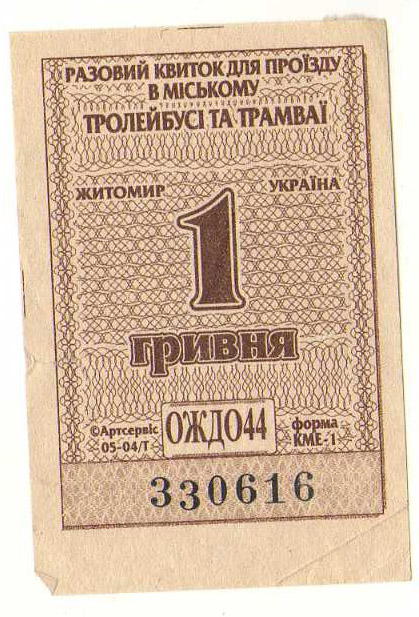 РАЗОВИЙ КВИТОК ДЛЯ ПРОЇЗДУ
В МІСЬКОМУ
ТРОЛЕЙБУСІ ТА ТРАМВАЇ
ЖИТОМИР УКРАЇНА
1
гривня
©Артсервіс ОЖДО44 форма
05-04/Т КМЕ-1
330616